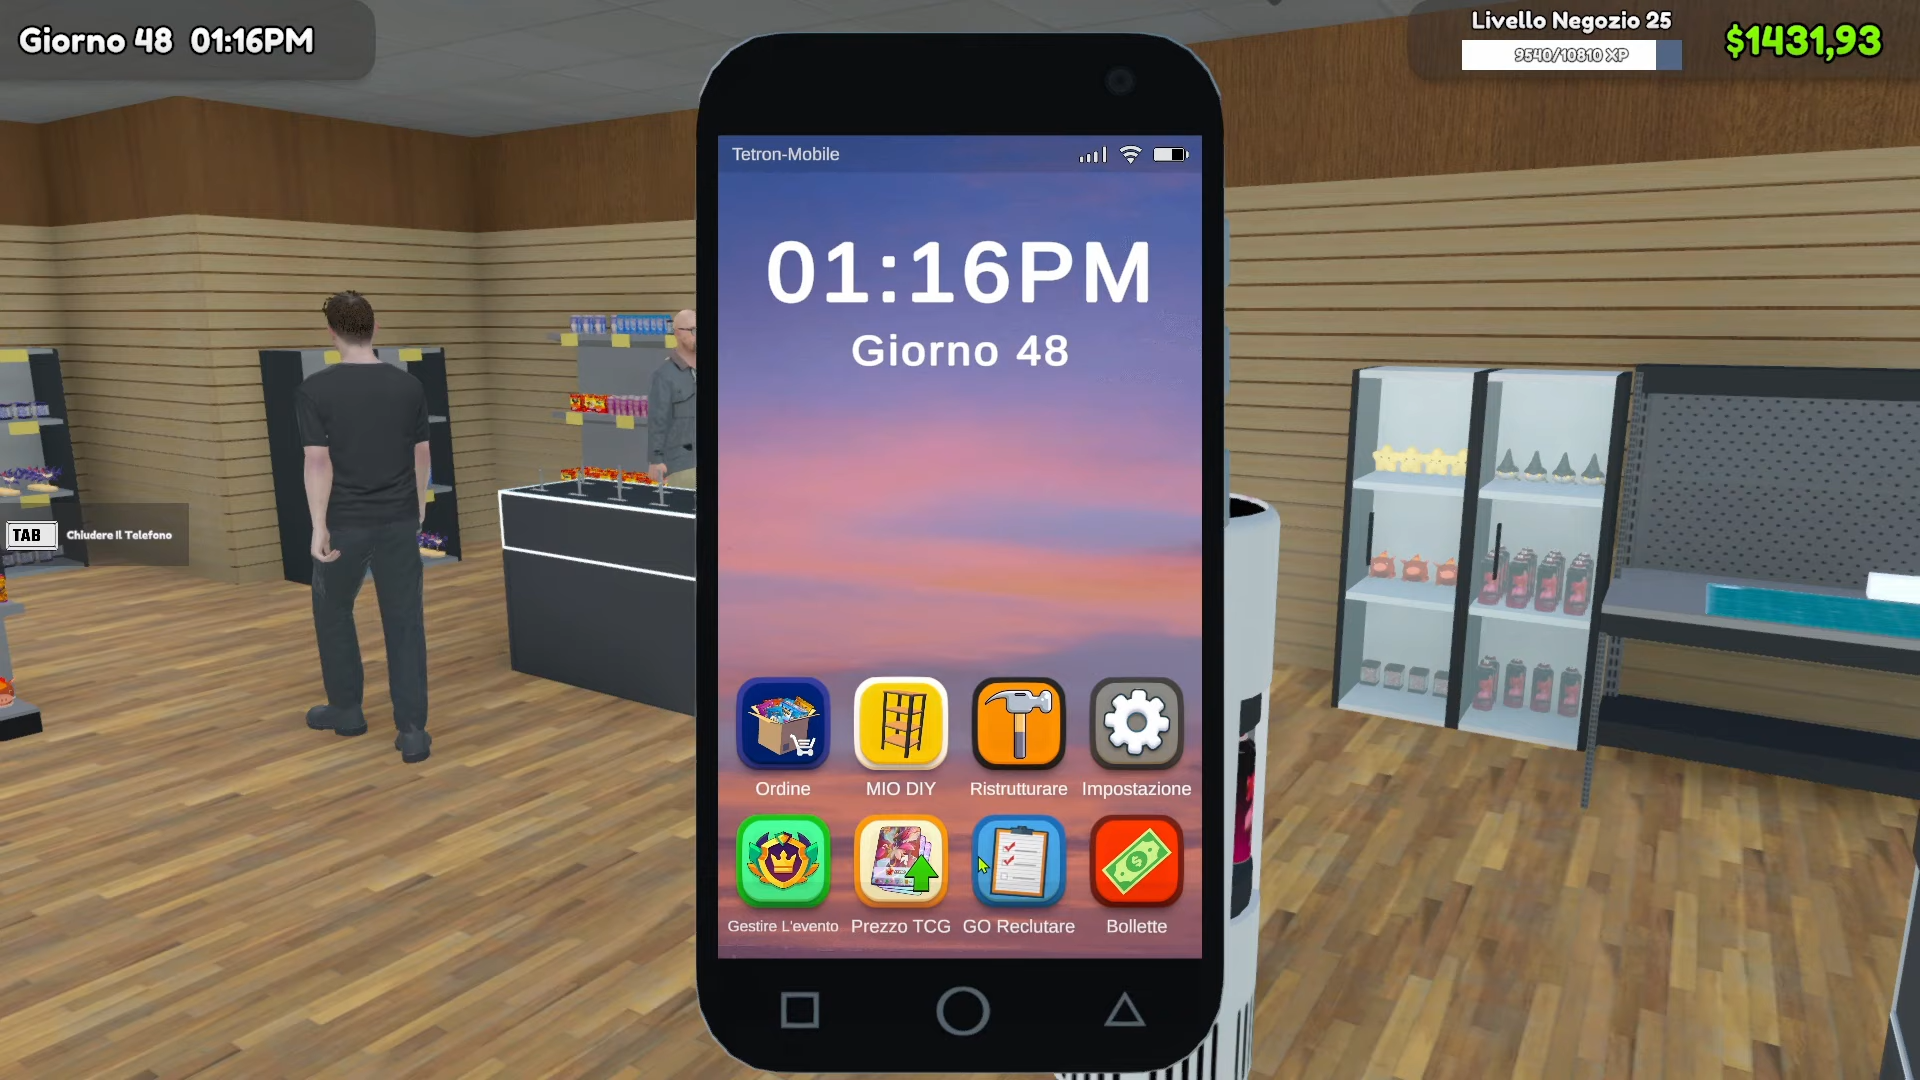 Giorno 48 01:16PM
Livello Negozio 25
9540/10810 XP
$1431,93
Tetron-Mobile
01:16PM
Giorno 48
TAB Chiudere Il Telefono
Ordine
MIO DIY
Ristrutturare
Impostazione
Gestire L'evento
Prezzo TCG
GO Reclutare
Bollette